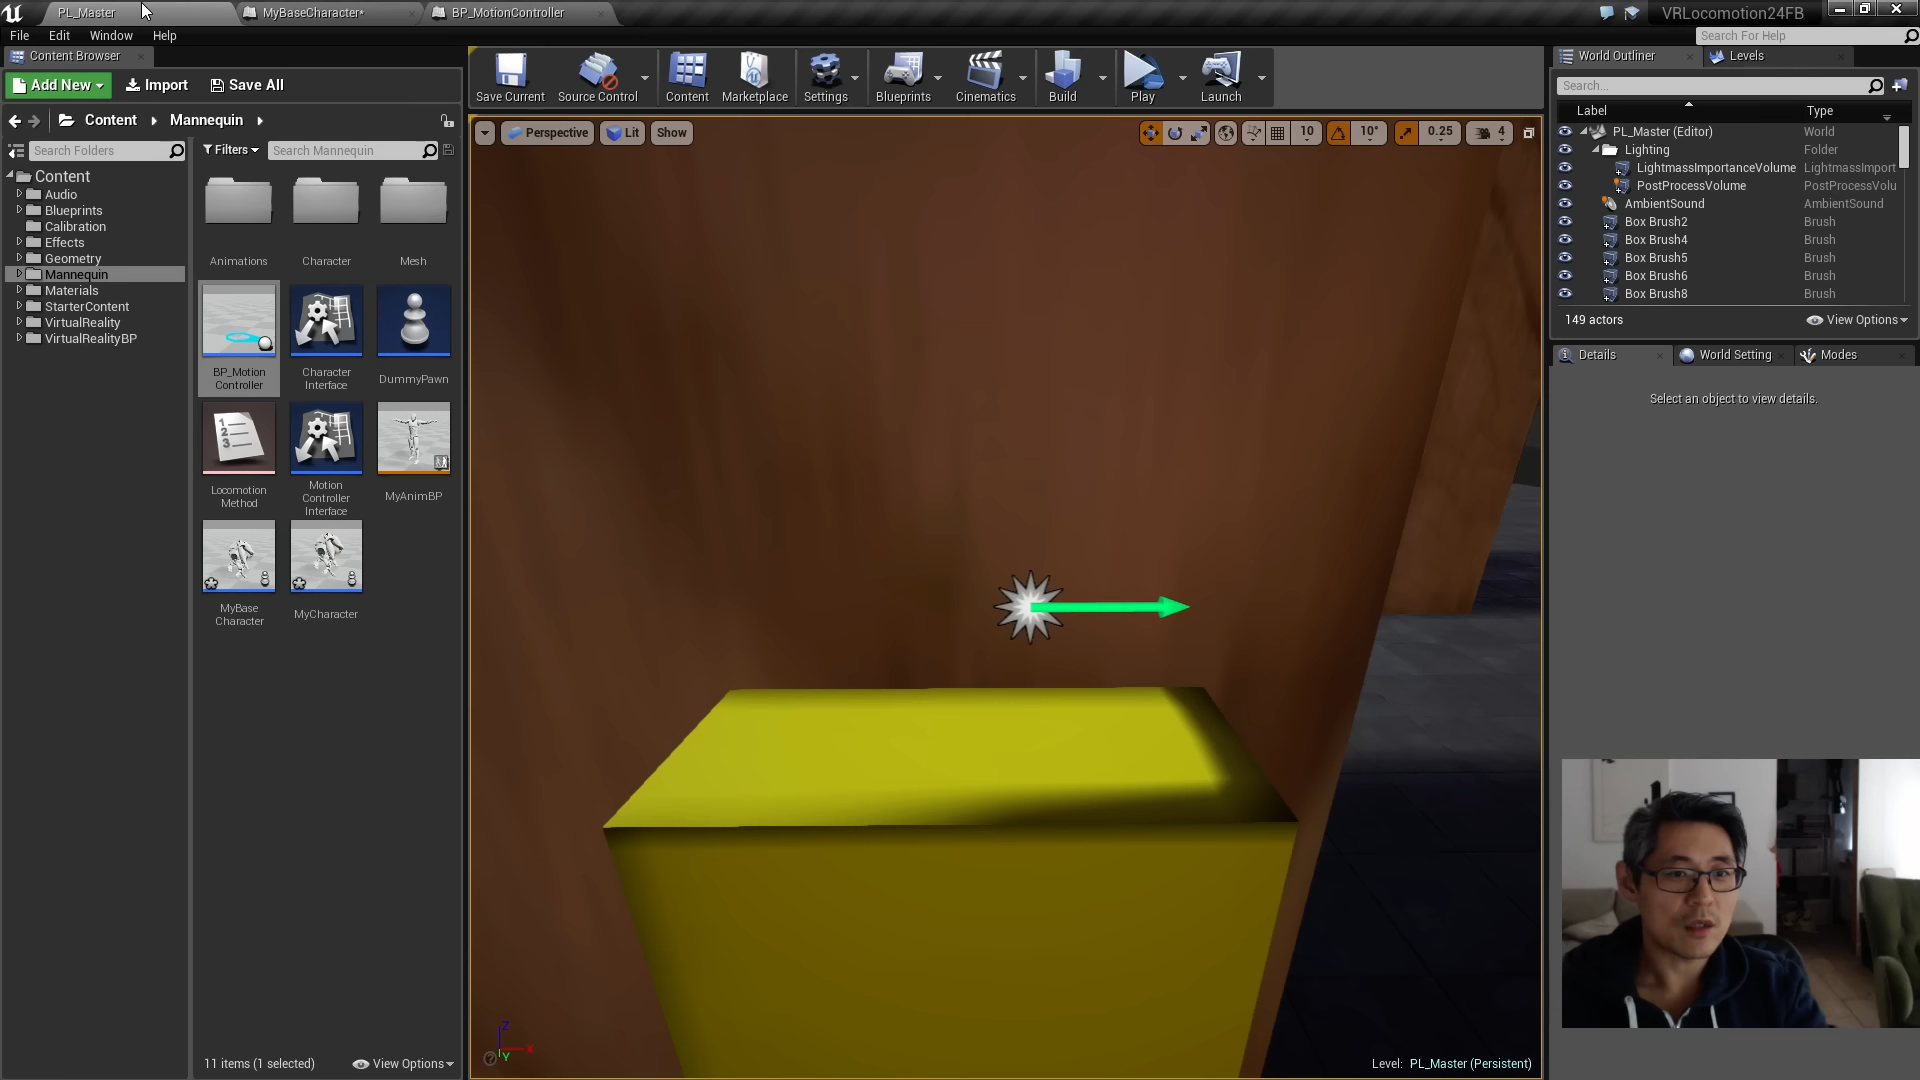 PL_Master
MyBaseCharacter*
BP_MotionController
VRLocomotion24FB
File Edit Window Help
Search For Help
Content Browser
Add New
Import
Save All
Content
Mannequin
Search Folders
Filters
Search Mannequin
Content
Audio
Blueprints
Calibration
Effects
Geometry
Mannequin
Materials
StarterContent
VirtualReality
VirtualRealityBP
Animations
Character
Mesh
BP_Motion
Controller
Character
Interface
DummyPawn
Locomotion
Method
Motion
Controller
Interface
MyAnimBP
MyBase
Character
MyCharacter
11 items (1 selected)
View Options
Save Current
Source Control
Content
Marketplace
Settings
Blueprints
Cinematics
Build
Play
Launch
Perspective
Lit
Show
10
10°
0.25
4
Z
X
Y
Level: PL_Master (Persistent)
World Outliner
Levels
Search...
Label
Type
PL_Master (Editor) World
Lighting Folder
LightmassImportanceVolume LightmassImport
PostProcessVolume PostProcessVolu
AmbientSound AmbientSound
Box Brush2 Brush
Box Brush4 Brush
Box Brush5 Brush
Box Brush6 Brush
Box Brush8 Brush
149 actors
View Options
Details
World Setting
Modes
Select an object to view details.